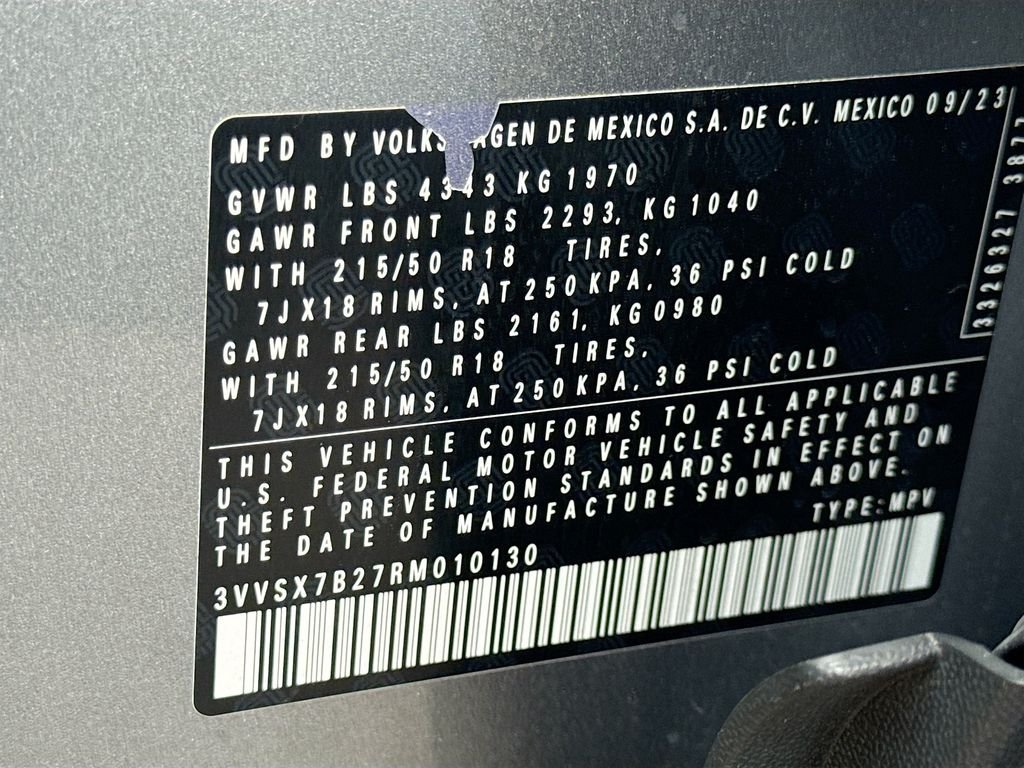 MFD BY VOLKSWAGEN DE MEXICO S.A. DE C.V. MEXICO 09/23
GVWR LBS 4343 KG 1970
GAWR FRONT LBS 2293, KG 1040
WITH 215/50 R18 TIRES,
7JX18 RIMS, AT 250 KPA, 36 PSI COLD
GAWR REAR LBS 2161, KG 0980
WITH 215/50 R18 TIRES,
7JX18 RIMS, AT 250 KPA, 36 PSI COLD
THIS VEHICLE CONFORMS TO ALL APPLICABLE
U.S. FEDERAL MOTOR VEHICLE SAFETY AND
THEFT PREVENTION STANDARDS IN EFFECT ON
THE DATE OF MANUFACTURE SHOWN ABOVE.
TYPE:MPV
3VVSX7B27RM010130